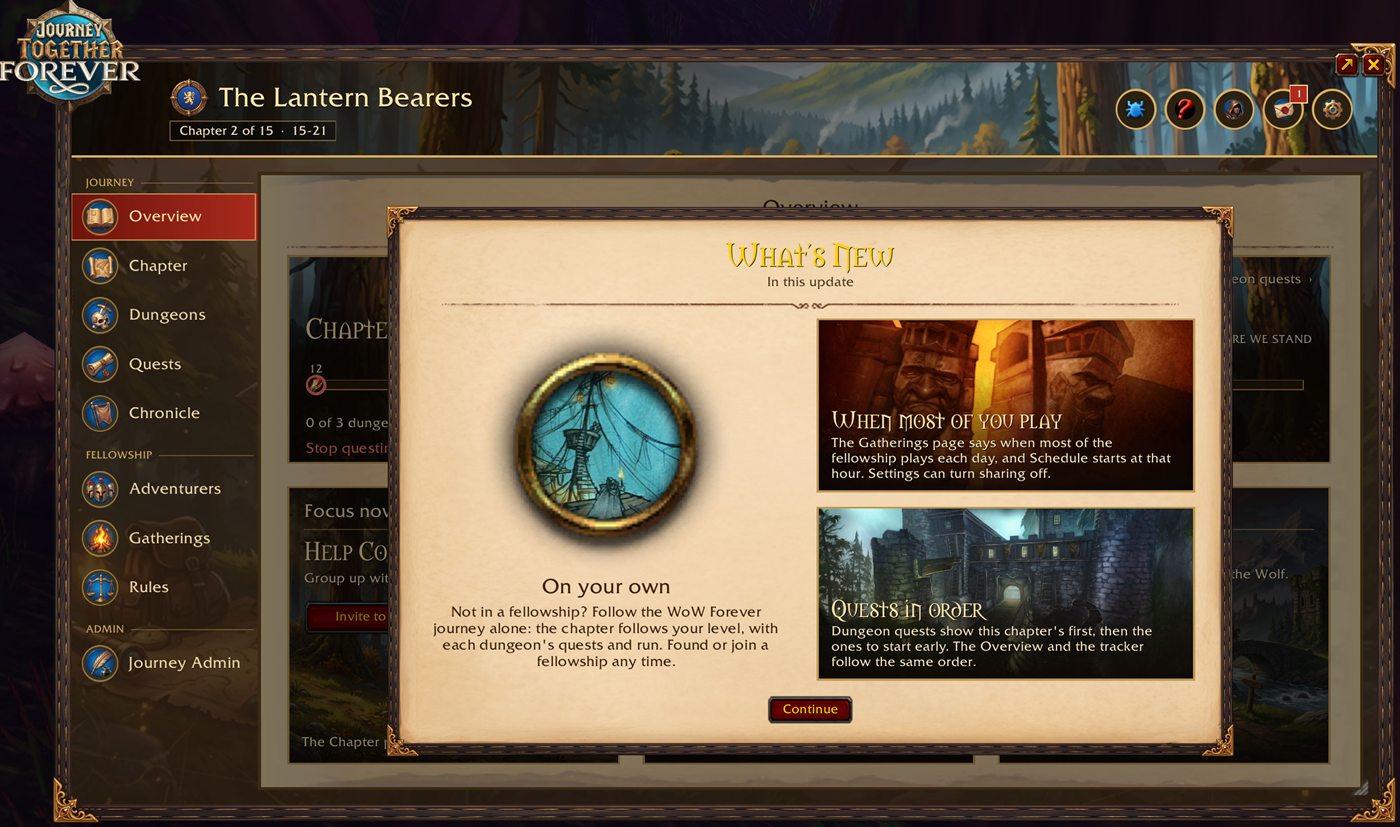 JOURNEY
TOGETHER
FOREVER
The Lantern Bearers
Chapter 2 of 15 · 15-21
1
JOURNEY
Overview
Chapter
Dungeons
Quests
Chronicle
FELLOWSHIP
Adventurers
Gatherings
Rules
ADMIN
Journey Admin
Overview
12
0 of 3
Focus
Help
Group up
Invite to
The Chapter
quests ›
WE STAND
the Wolf.
What's New
In this update
On your own
Not in a fellowship? Follow the WoW Forever
journey alone: the chapter follows your level, with
each dungeon's quests and run. Found or join a
fellowship any time.
When most of you play
The Gatherings page says when most of the
fellowship plays each day, and Schedule starts at that
hour. Settings can turn sharing off.
Quests in order
Dungeon quests show this chapter's first, then the
ones to start early. The Overview and the tracker
follow the same order.
Continue